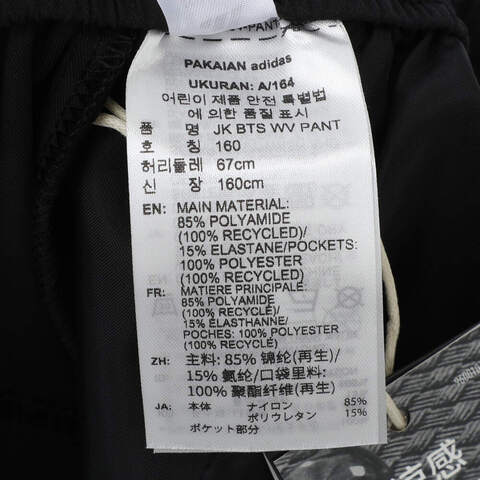 PAKAIAN adidas
UKURAN: A/164
어린이 제품 안전 특별법
에 의한 품질 표시
품 명 JK BTS WV PANT
호 칭 160
허리둘레 67cm
신 장 160cm
EN: MAIN MATERIAL:
85% POLYAMIDE
(100% RECYCLED)/
15% ELASTANE/POCKETS:
100% POLYESTER
(100% RECYCLED)
FR: MATIERE PRINCIPALE:
85% POLYAMIDE
(100% RECYCLÉ)/
15% ÉLASTHANNE/
POCHES: 100% POLYESTER
(100% RECYCLÉ)
ZH: 主料: 85% 锦纶(再生)/
15% 氨纶/口袋里料:
100% 聚酯纤维(再生)
JA: 本体 ナイロン 85%
ポリウレタン 15%
ポケット部分
涼感